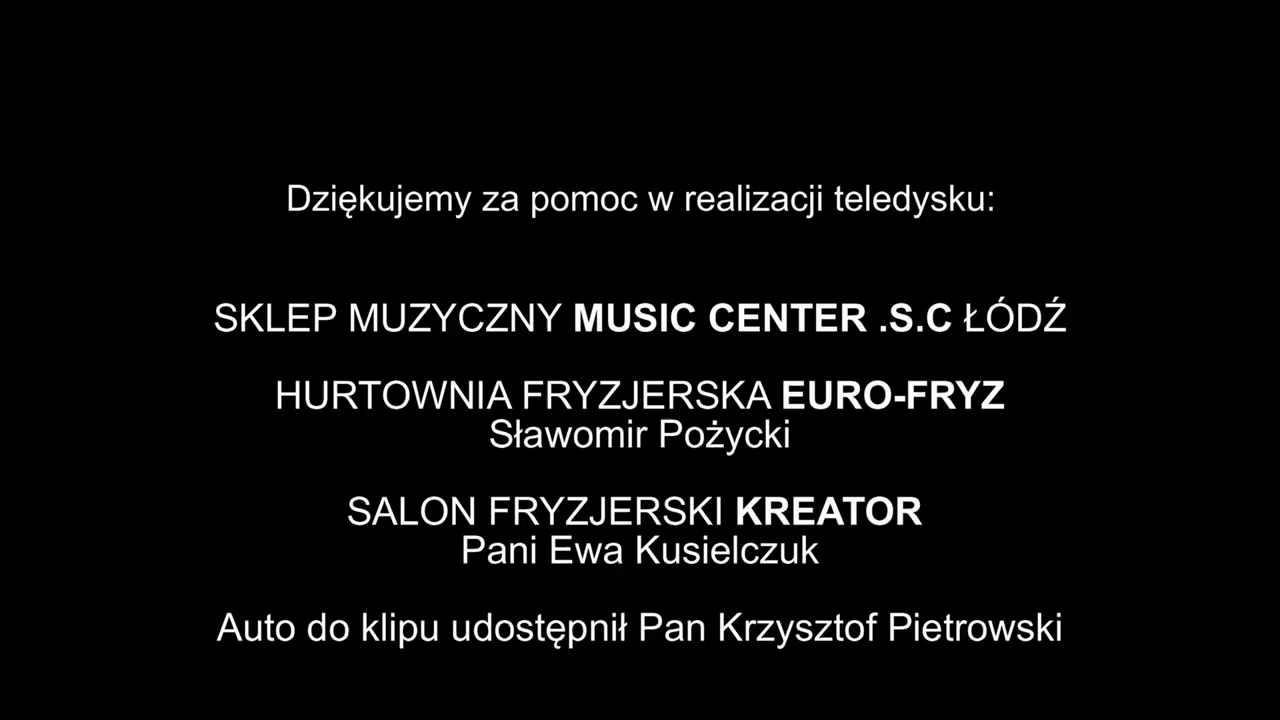 Dziękujemy za pomoc w realizacji teledysku:
SKLEP MUZYCZNY MUSIC CENTER .S.C ŁÓDŹ
HURTOWNIA FRYZJERSKA EURO-FRYZ
Sławomir Pożycki
SALON FRYZJERSKI KREATOR
Pani Ewa Kusielczuk
Auto do klipu udostępnił Pan Krzysztof Pietrowski